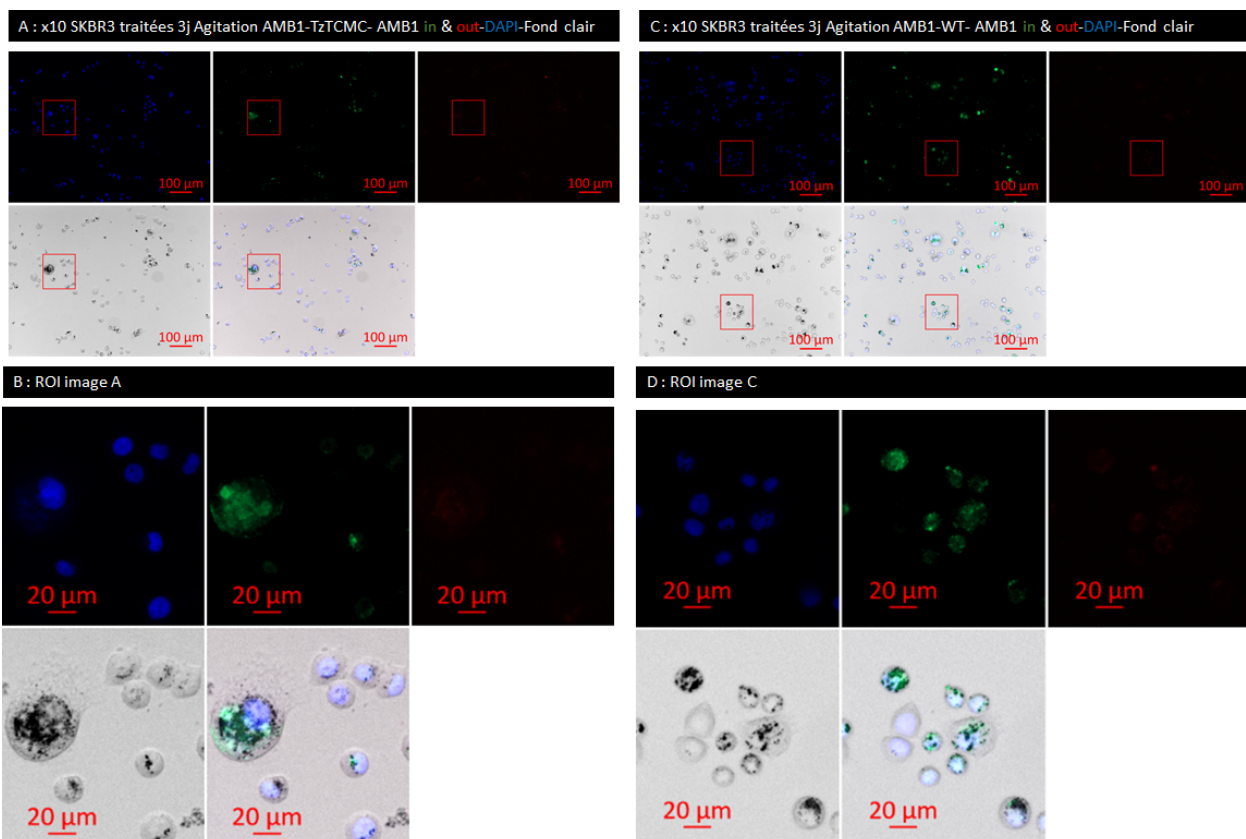 A : x10 SKBR3 traitées 3j Agitation AMB1-TzTCMC- AMB1 in & out-DAPI-Fond clair
100 µm
100 µm
100 µm
100 µm
100 µm
B : ROI image A
20 µm
20 µm
20 µm
20 µm
20 µm
C : x10 SKBR3 traitées 3j Agitation AMB1-WT- AMB1 in & out-DAPI-Fond clair
100 µm
100 µm
100 µm
100 µm
100 µm
D : ROI image C
20 µm
20 µm
20 µm
20 µm
20 µm